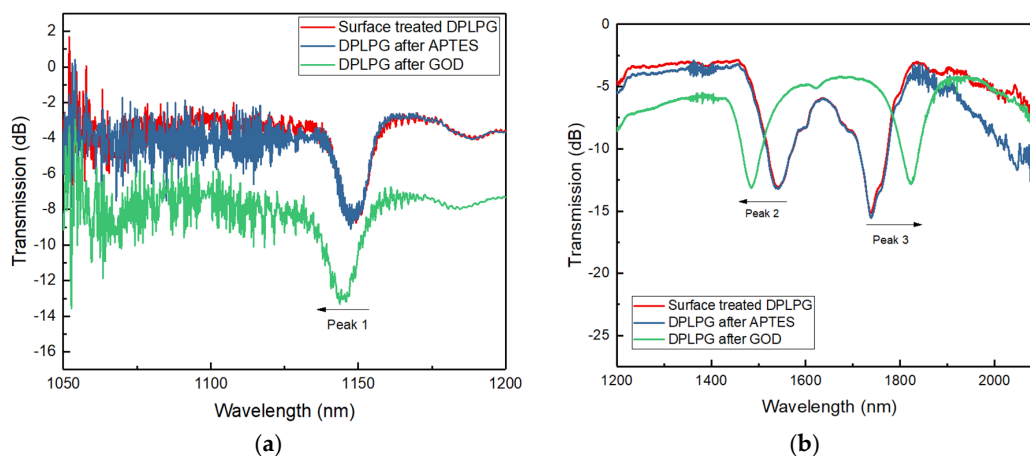 Surface treated DPLPG
DPLPG after APTES
DPLPG after GOD
Transmission (dB)
2
0
-2
-4
-6
-8
-10
-12
-14
-16
Peak 1
1050
1100
1150
1200
Wavelength (nm)
(a)
b)
Transmission (dB)
0
-5
-10
-15
-20
-25
Peak 2
Peak 3
Surface treated DPLPG
DPLPG after APTES
DPLPG after GOD
1200
1400
1600
1800
2000
Wavelength (nm)
(b)